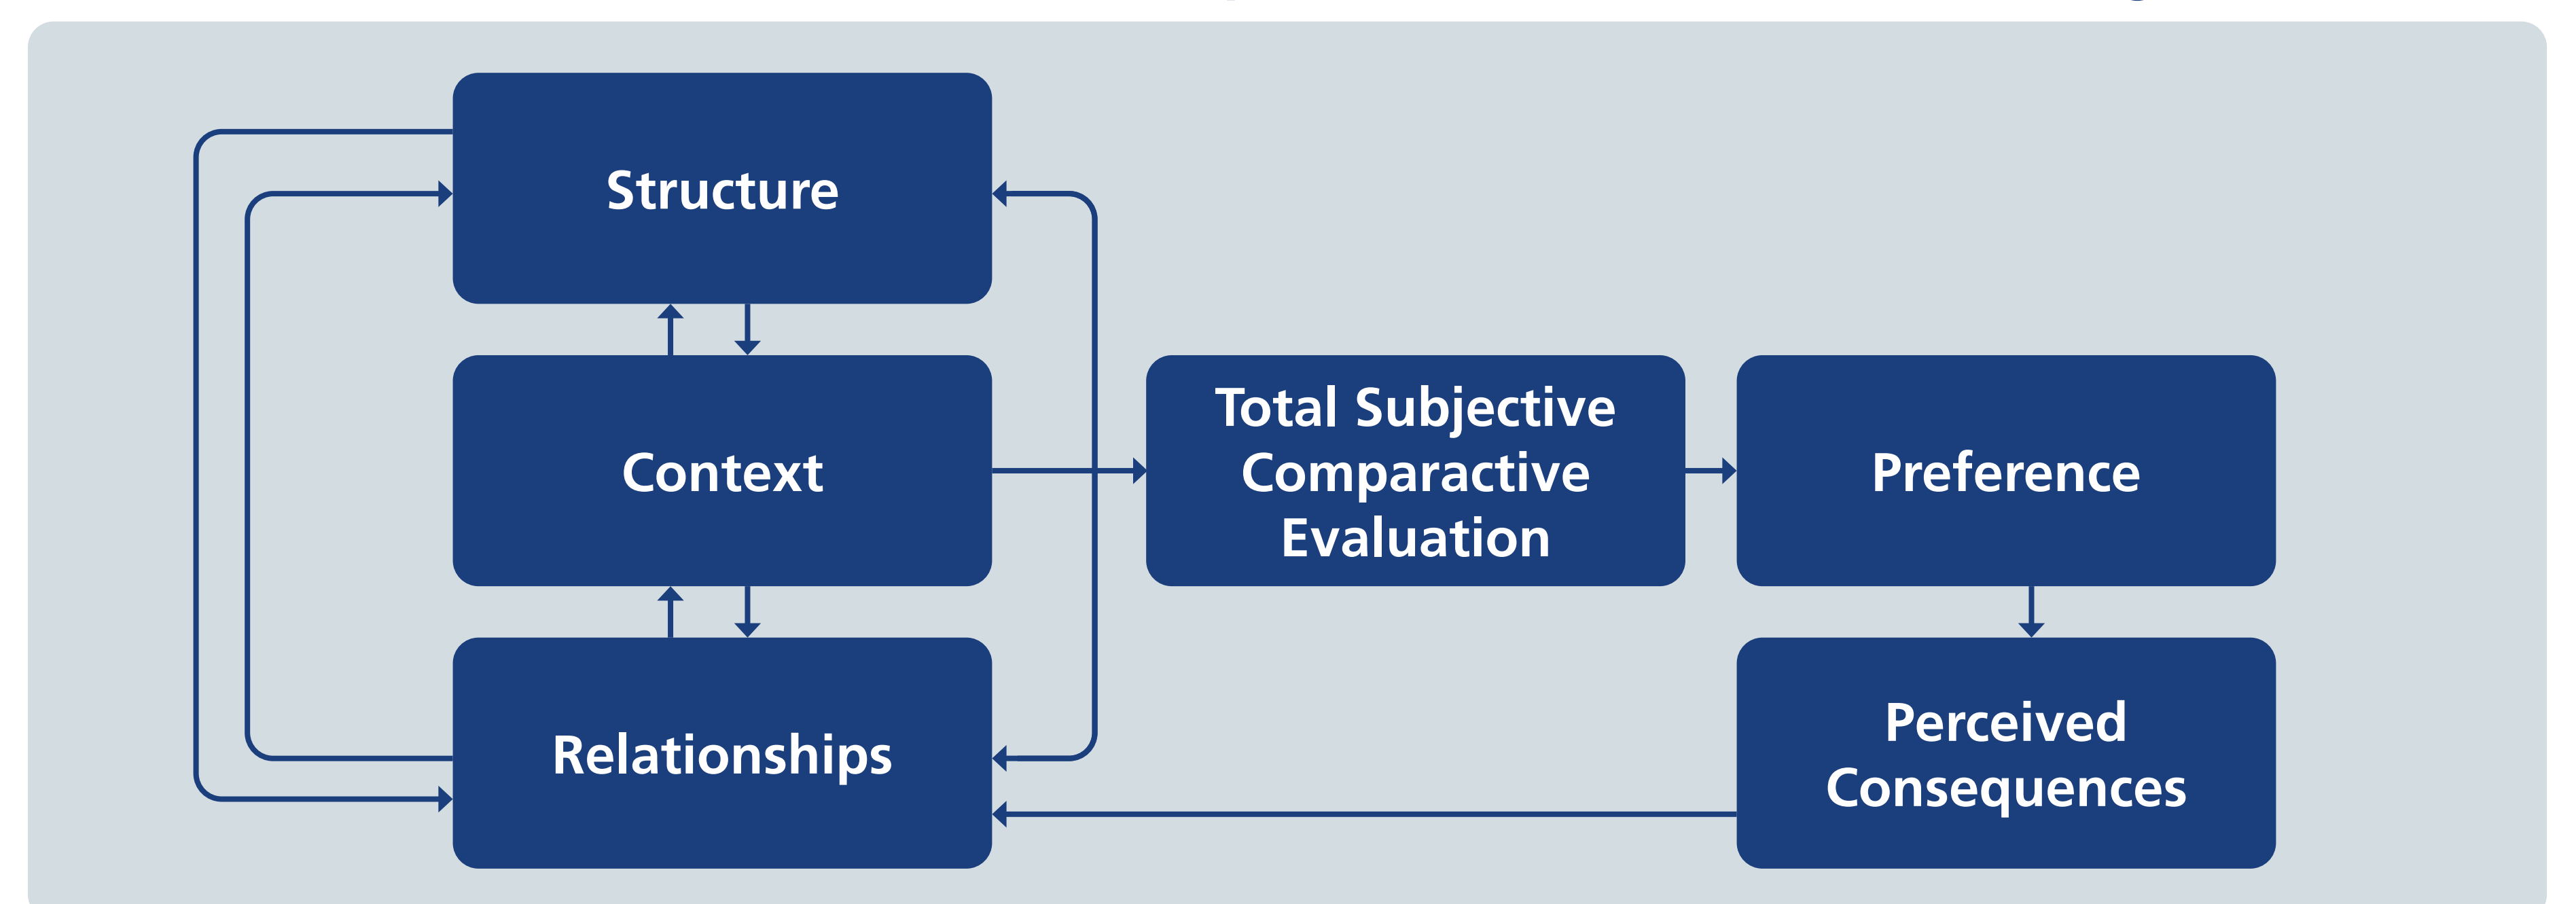 Structure
Context
Total Subjective
Comparactive
Evaluation
Preference
Relationships
Perceived
Consequences